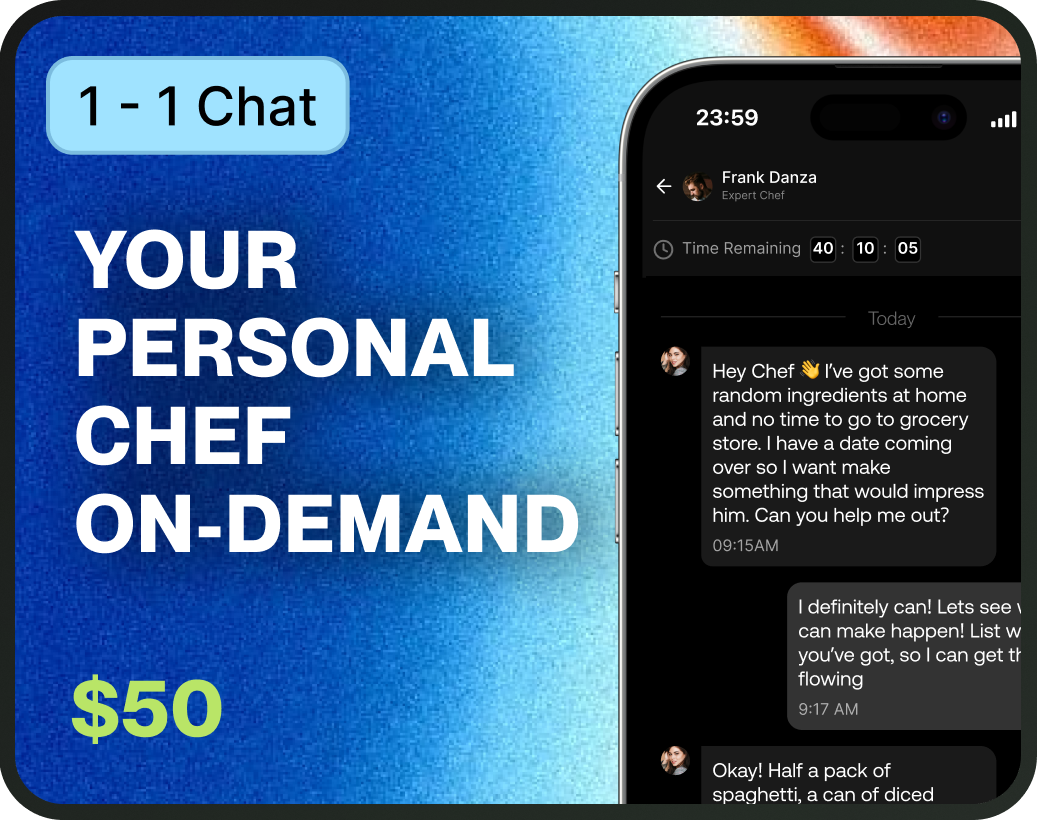 1 - 1 Chat
YOUR
PERSONAL
CHEF
ON-DEMAND
$50
23:59
Frank Danza
Expert Chef
Time Remaining 40 : 10 : 05
Today
Hey Chef 👋 I've got some
random ingredients at home
and no time to go to grocery
store. I have a date coming
over so I want make
something that would impress
him. Can you help me out?
09:15AM
I definitely can! Lets see
can make happen! List
you've got, so I can get
flowing
9:17 AM
Okay! Half a pack of
spaghetti, a can of diced